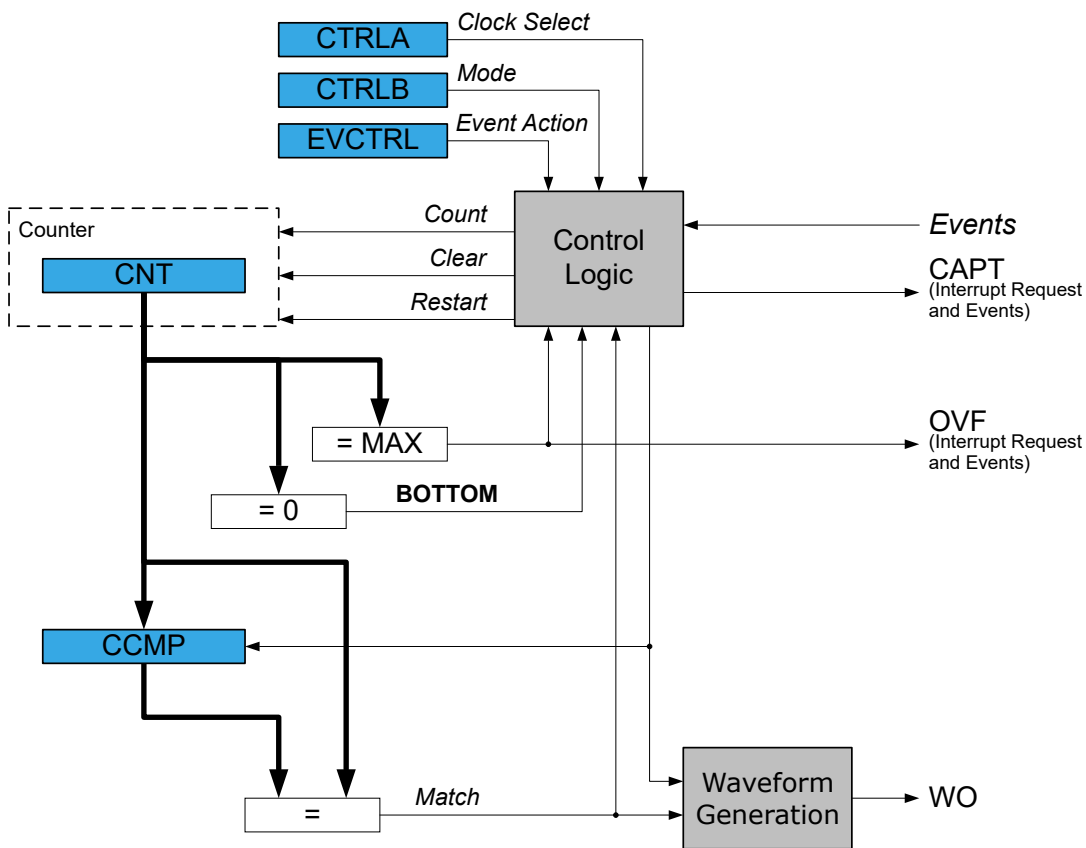 CTRLA
Clock Select
CTRLB
Mode
EVCTRL
Event Action
Counter
CNT
Count
Clear
Restart
Control
Logic
Events
CAPT
(Interrupt Request
and Events)
= MAX
OVF
(Interrupt Request
and Events)
= 0
BOTTOM
CCMP
=
Match
Waveform
Generation
WO